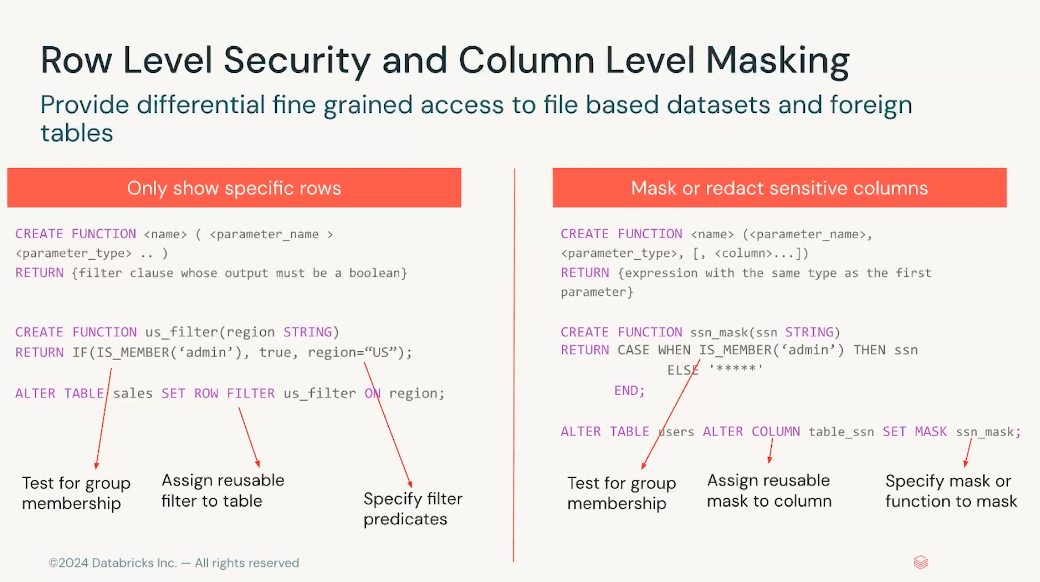 Row Level Security and Column Level Masking
Provide differential fine grained access to file based datasets and foreign
tables
Only show specific rows
CREATE FUNCTION <name> ( <parameter_name >
<parameter_type> .. )
RETURN {filter clause whose output must be a boolean}
CREATE FUNCTION us_filter(region STRING)
RETURN IF(IS_MEMBER(‘admin’), true, region=“US”);
ALTER TABLE sales SET ROW FILTER us_filter ON region;
Test for group
membership
Assign reusable
filter to table
Specify filter
predicates
Mask or redact sensitive columns
CREATE FUNCTION <name> (<parameter_name>,
<parameter_type>, [, <column>...])
RETURN {expression with the same type as the first
parameter}
CREATE FUNCTION ssn_mask(ssn STRING)
RETURN CASE WHEN IS_MEMBER(‘admin’) THEN ssn
ELSE '*****'
END;
ALTER TABLE users ALTER COLUMN table_ssn SET MASK ssn_mask;
Test for group
membership
Assign reusable
mask to column
Specify mask or
function to mask
©2024 Databricks Inc. — All rights reserved